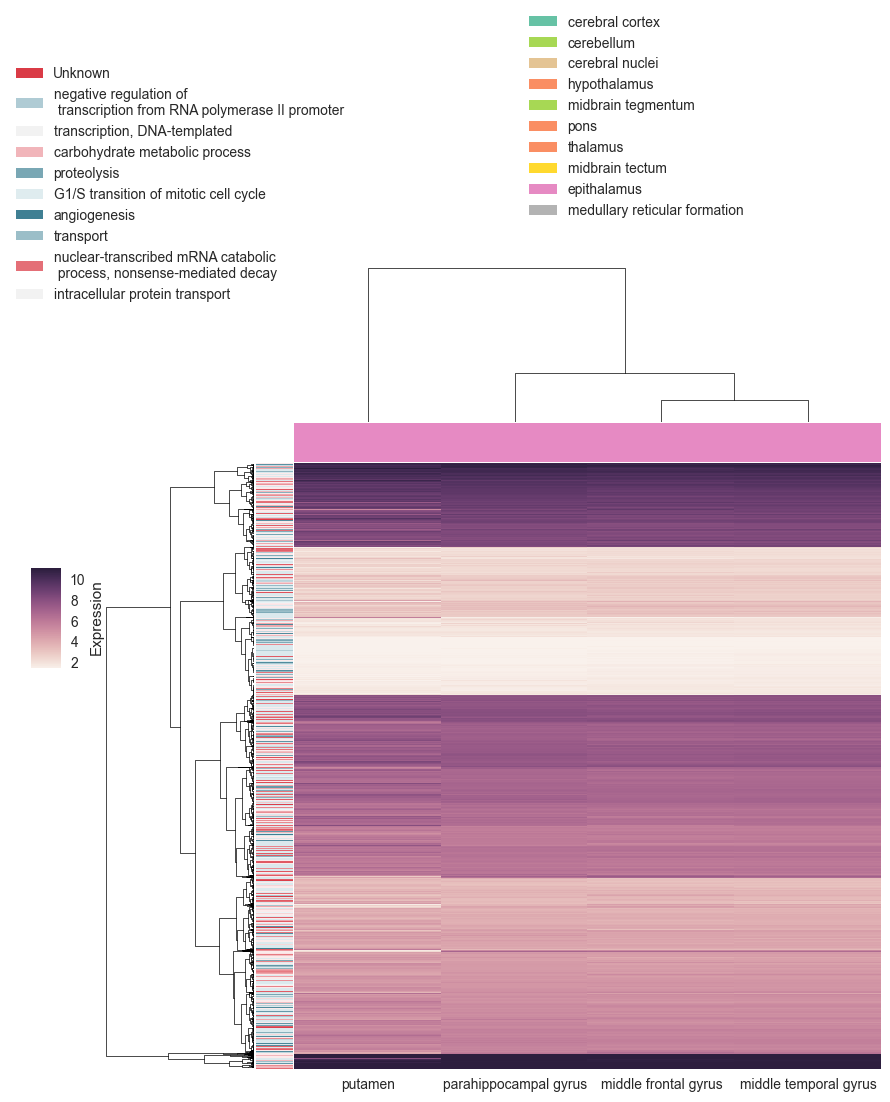 cerebral cortex
cerebellum
cerebral nuclei
hypothalamus
midbrain tegmentum
pons
thalamus
midbrain tectum
epithalamus
medullary reticular formation
Unknown
negative regulation of
transcription from RNA polymerase II promoter
transcription, DNA-templated
carbohydrate metabolic process
proteolysis
G1/S transition of mitotic cell cycle
angiogenesis
transport
nuclear-transcribed mRNA catabolic
process, nonsense-mediated decay
intracellular protein transport
10
8
6
4
2
Expression
putamen
parahippocampal gyrus
middle frontal gyrus
middle temporal gyrus